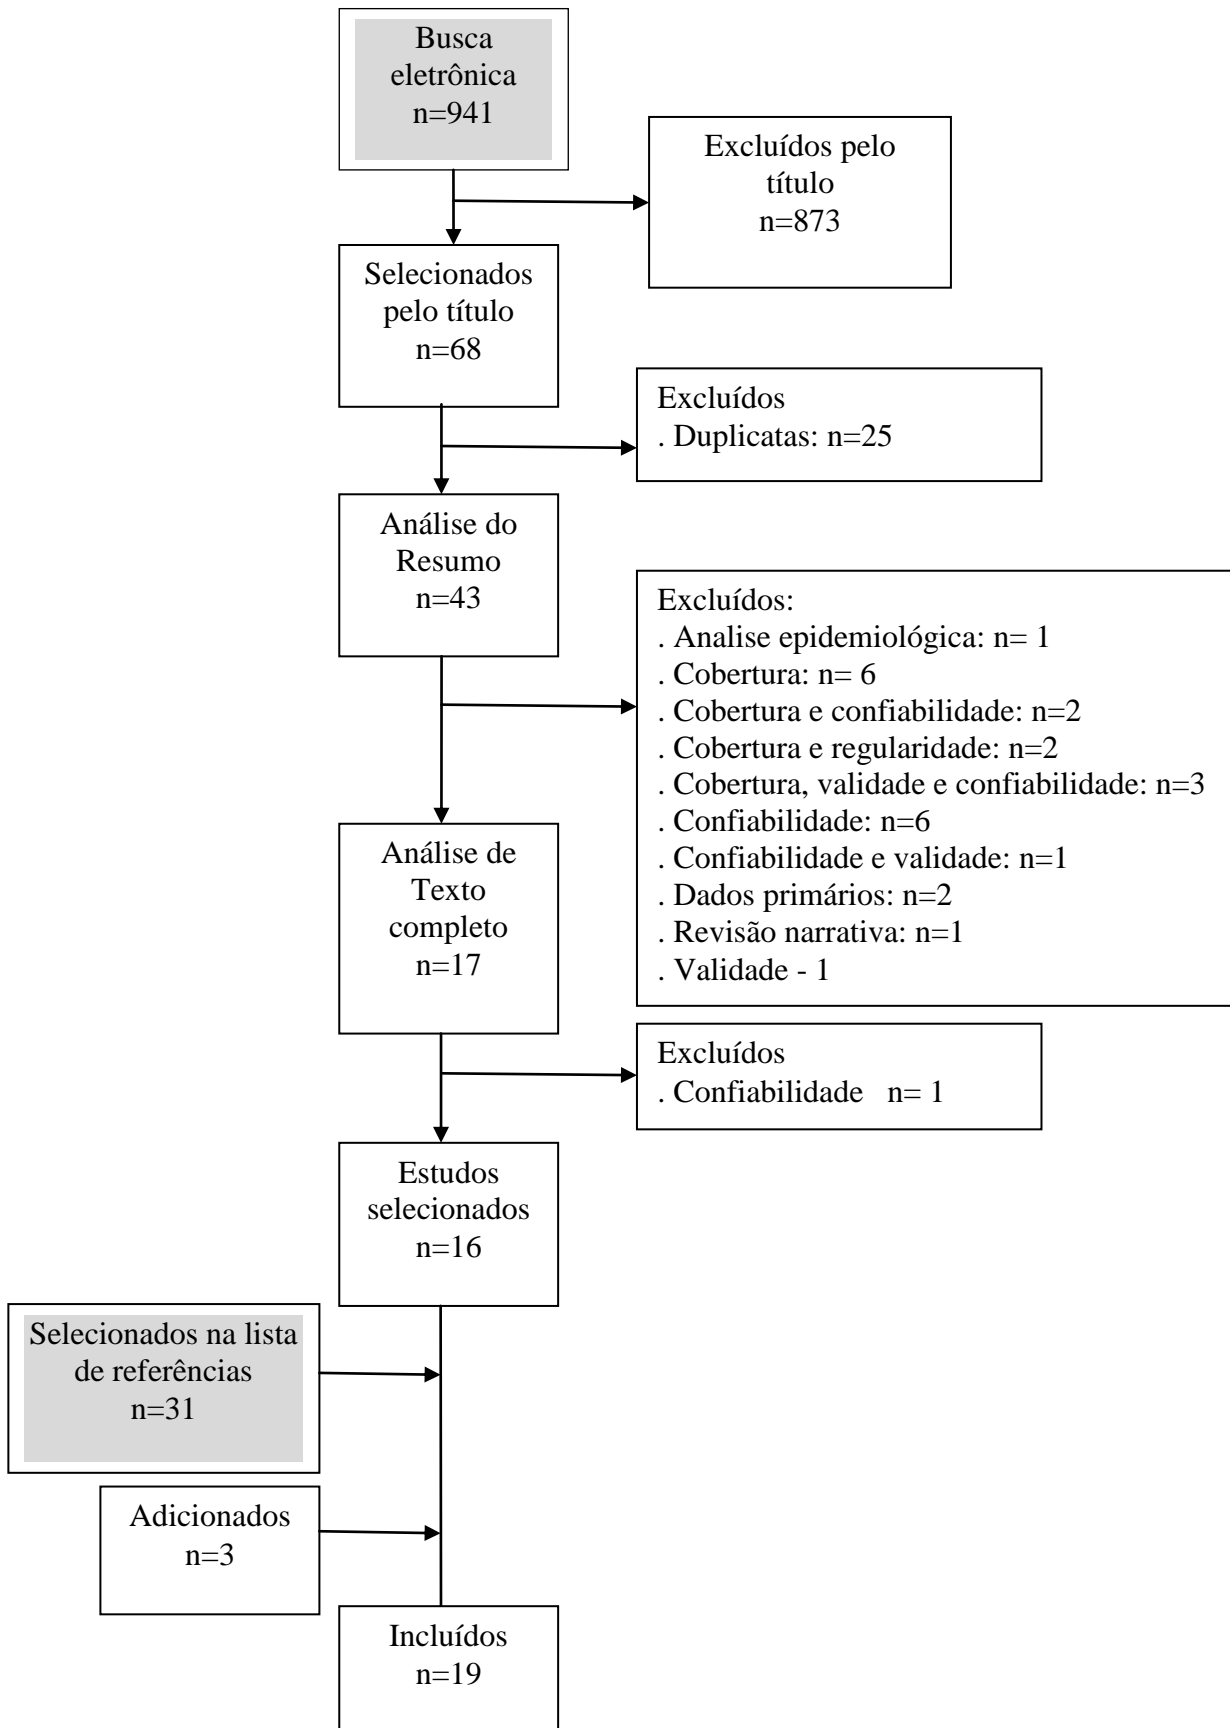 Busca
eletrônica
n=941
Excluídos pelo
título
n=873
Selecionados
pelo título
n=68
Excluídos
. Duplicatas: n=25
Análise do
Resumo
n=43
Excluídos:
. Analise epidemiológica: n= 1
. Cobertura: n= 6
. Cobertura e confiabilidade: n=2
. Cobertura e regularidade: n=2
. Cobertura, validade e confiabilidade: n=3
. Confiabilidade: n=6
. Confiabilidade e validade: n=1
. Dados primários: n=2
. Revisão narrativa: n=1
. Validade - 1
Análise de
Texto
completo
n=17
Excluídos
. Confiabilidade n= 1
Estudos
selecionados
n=16
Selecionados na lista
de referências
n=31
Adicionados
n=3
Incluídos
n=19